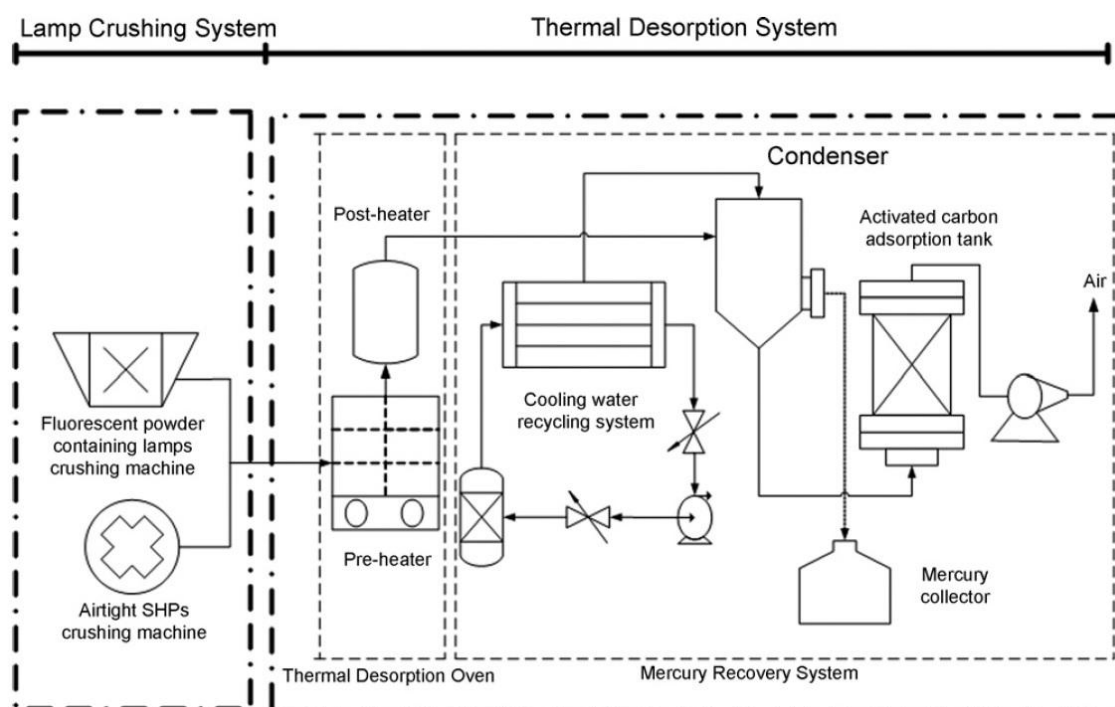 Lamp Crushing System
Thermal Desorption System
Condenser
Post-heater
Activated carbon
adsorption tank
Air
Fluorescent powder
containing lamps
crushing machine
Cooling water
recycling system
Pre-heater
Airtight SHPs
crushing machine
Mercury
collector
Thermal Desorption Oven
Mercury Recovery System